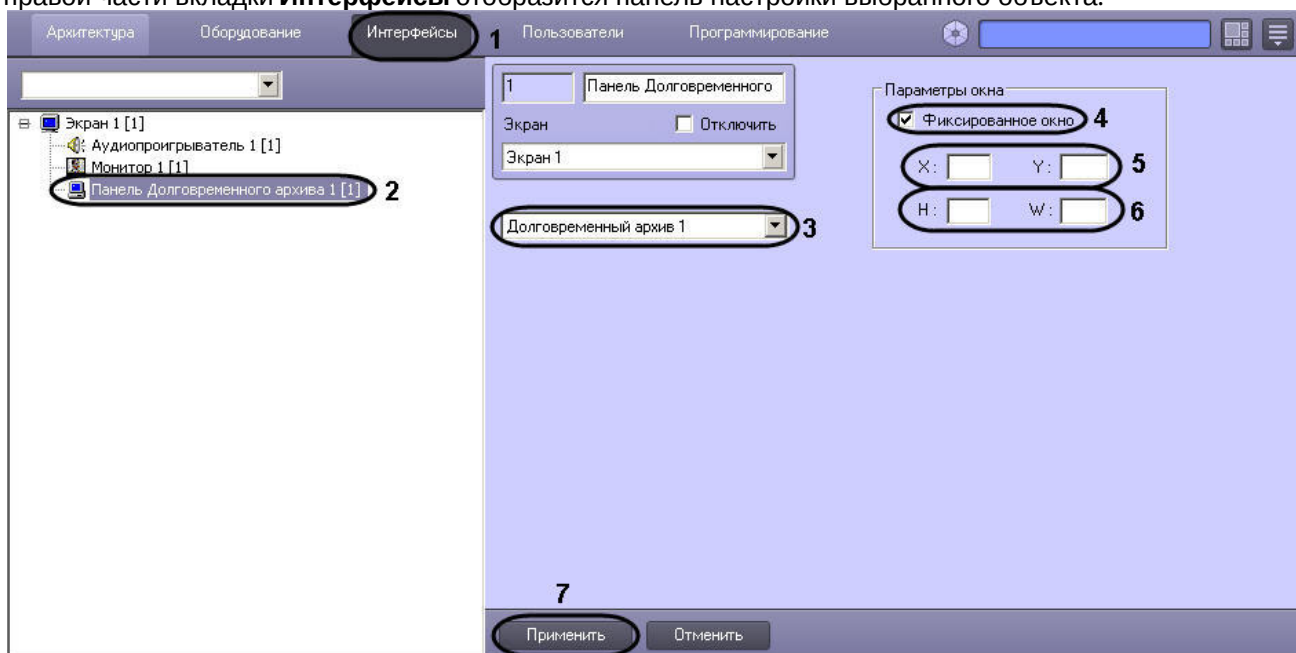 правой части вкладки Интерфейсы отобразится панель настройки выбранного объекта.
Архитектура Оборудование Интерфейсы 1 Пользователи Программирование
1 Панель Долговременного
Параметры окна
Экран 1 [1]
Экран Отключить
Фиксированное окно 4
Аудиопроигрыватель 1 [1]
Монитор 1 [1]
Экран 1
X: Y: 5
Панель Долговременного архива 1 [1] 2
H: W: 6
Долговременный архив 1 3
7
Применить Отменить